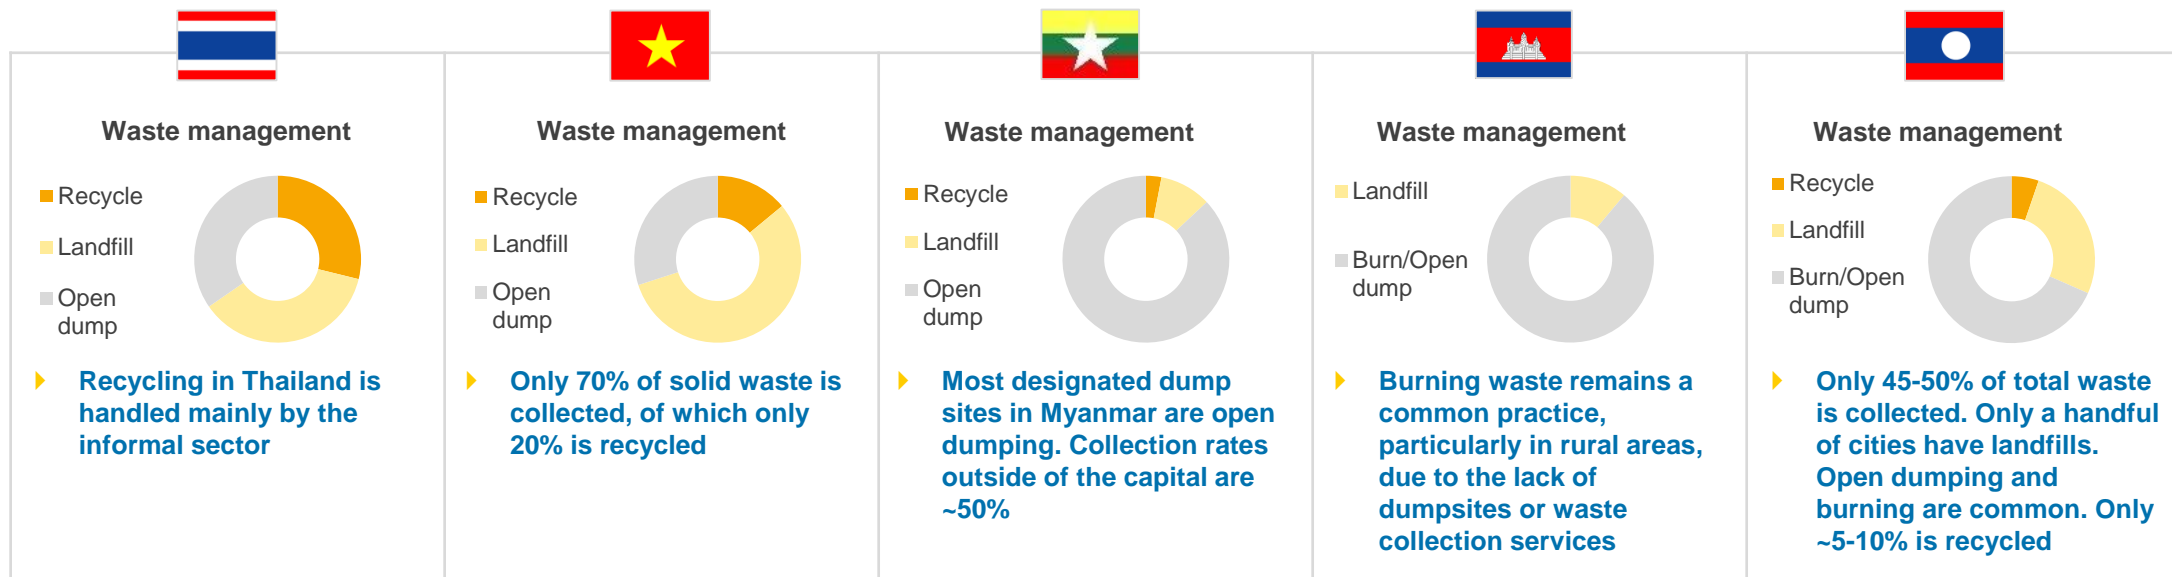 Waste management
Recycle
Landfill
Open
dump
Recycling in Thailand is
handled mainly by the
informal sector
Waste management
Recycle
Landfill
Open
dump
Only 70% of solid waste is
collected, of which only
20% is recycled
Waste management
Recycle
Landfill
Open
dump
Most designated dump
sites in Myanmar are open
dumping. Collection rates
outside of the capital are
~50%
Waste management
Landfill
Burn/Open
dump
Burning waste remains a
common practice,
particularly in rural areas,
due to the lack of
dumpsites or waste
collection services
Waste management
Recycle
Landfill
Burn/Open
dump
Only 45-50% of total waste
is collected. Only a handful
of cities have landfills.
Open dumping and
burning are common. Only
~5-10% is recycled